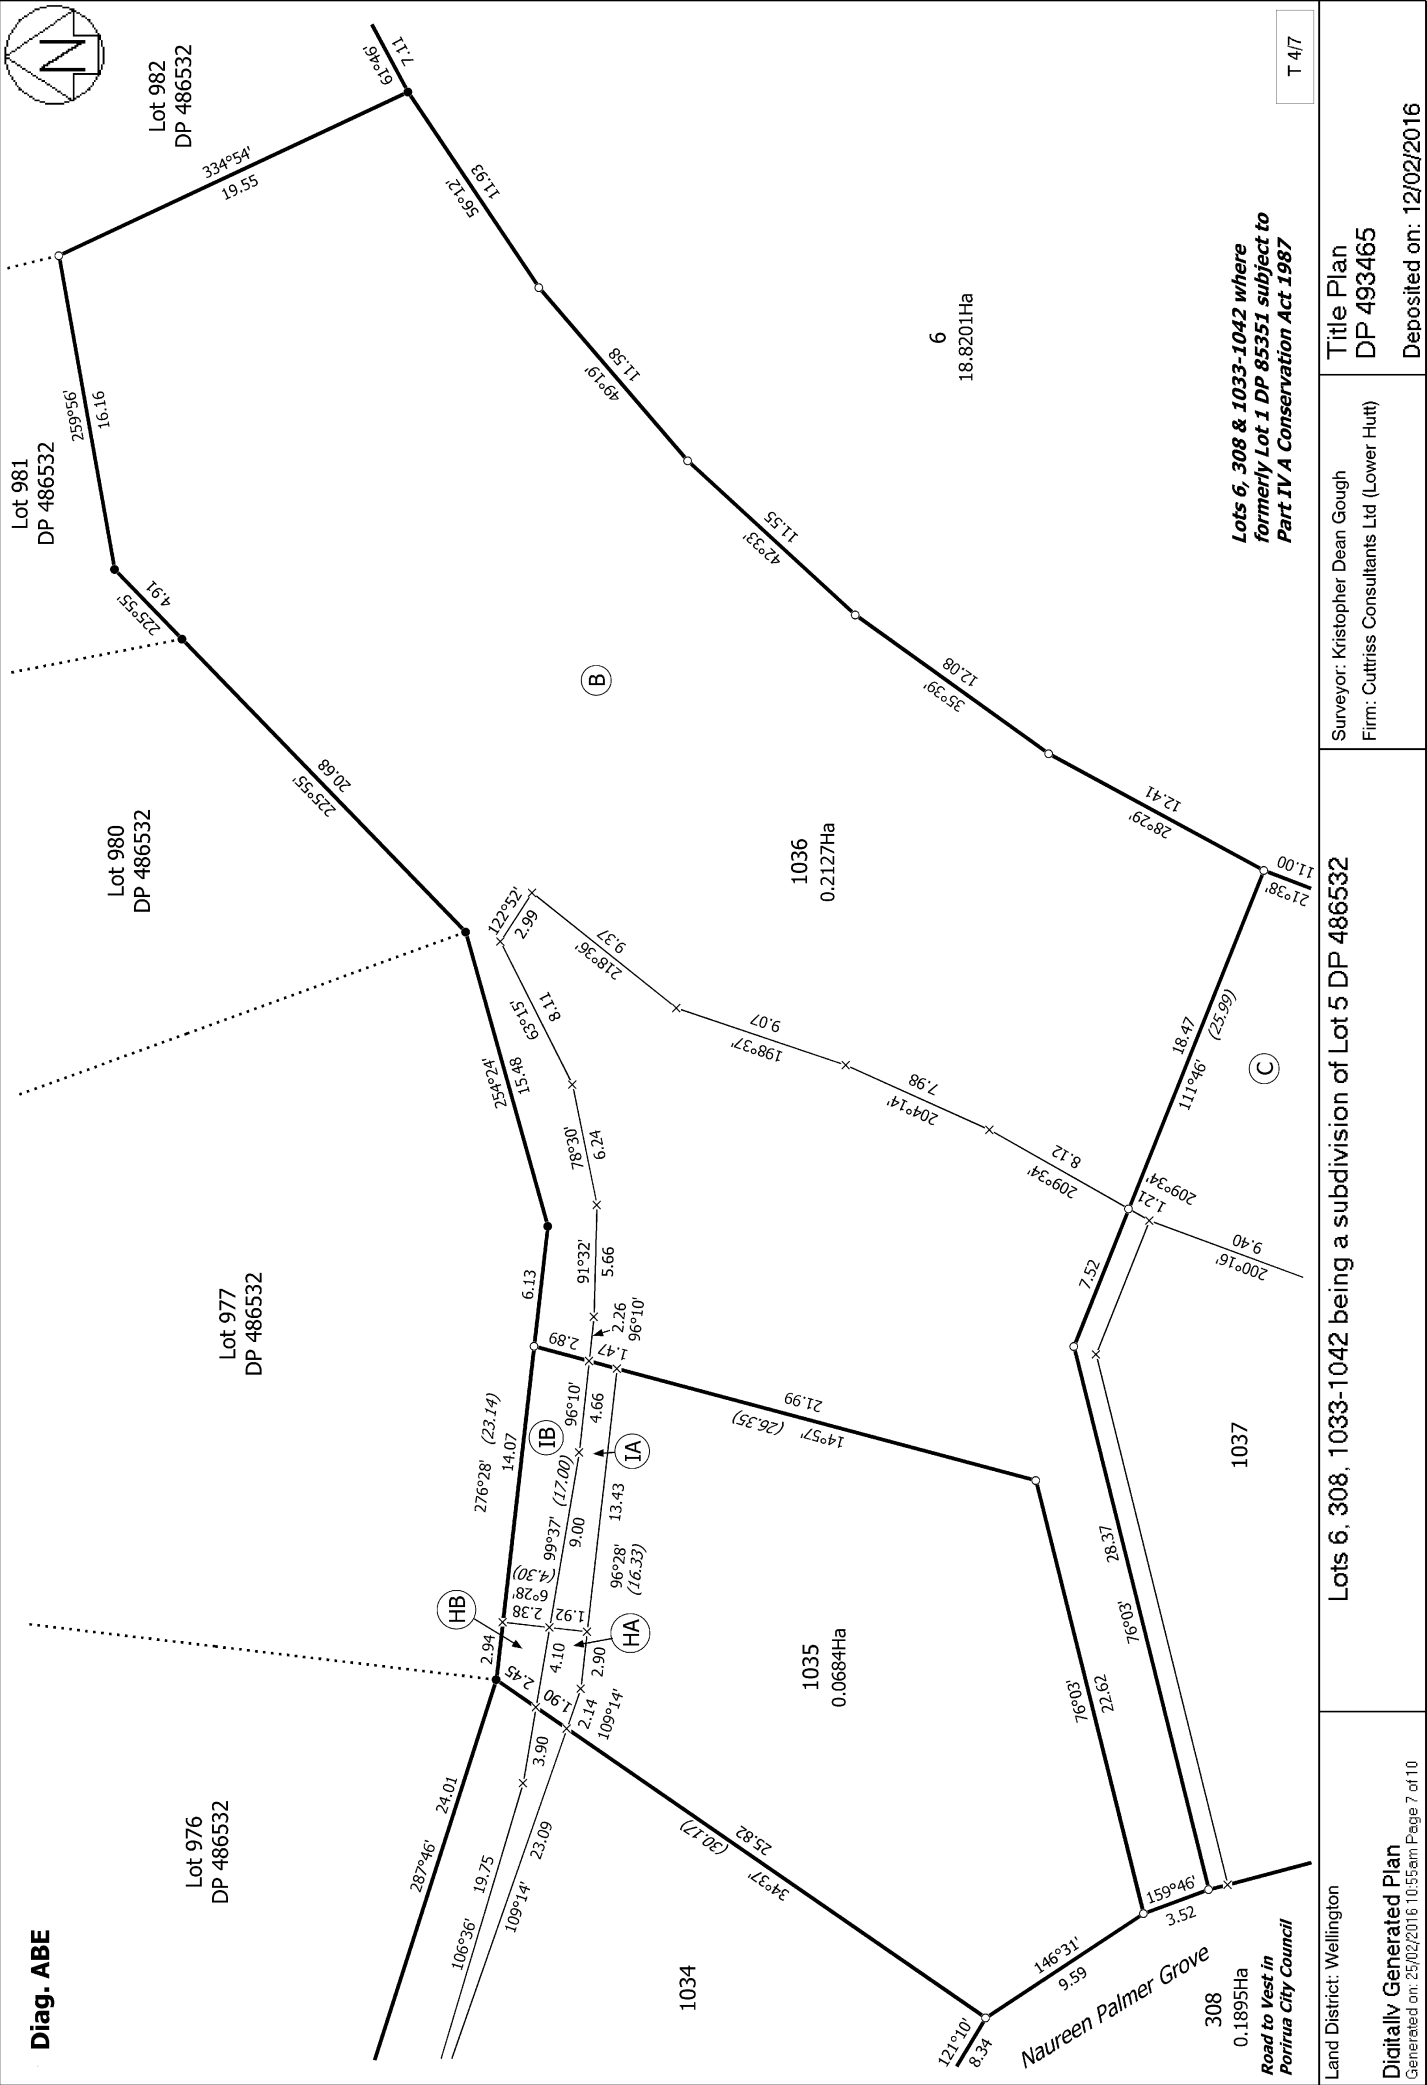 Diag. ABE
N
Lot 976
DP 486532
Lot 977
DP 486532
Lot 980
DP 486532
Lot 981
DP 486532
Lot 982
DP 486532
287°46'
24.01
106°36'
19.75
3.90
109°14'
23.09
2.94
2.45
1.90
HB
2.38
1.92
6°28'
(4.30)
4.10
2.90
HA
2.14
109°14'
276°28'
(23.14)
14.07
99°37'
(17.00)
9.00
IB
96°10'
4.66
IA
13.43
96°28'
(16.33)
2.89
1.47
6.13
2.26
96°10'
91°32'
5.66
78°30'
6.24
63°15'
8.11
254°24'
15.48
122°52'
2.99
218°36'
9.37
198°37'
9.07
204°14'
7.98
209°34'
8.12
225°55'
20.68
225°55'
4.91
259°56'
16.16
334°54'
19.55
61°46'
7.11
56°12'
11.93
49°19'
11.58
42°33'
11.55
35°39'
12.08
28°29'
12.41
21°38'
11.00
B
1036
0.2127Ha
6
18.8201Ha
18.47
111°46'
(25.99)
C
7.52
1.21
209°34'
200°16'
9.40
14°57'
(26.35)
21.99
1035
0.0684Ha
76°03'
22.62
76°03'
28.37
1037
34°37'
(30.17)
25.82
1034
121°10'
8.34
146°31'
9.59
159°46'
3.52
Naureen Palmer Grove
308
0.1895Ha
Road to Vest in
Porirua City Council
Lots 6, 308 & 1033-1042 where
formerly Lot 1 DP 85351 subject to
Part IV A Conservation Act 1987
T 4/7
Land District: Wellington
Digitally Generated Plan
Generated on: 25/02/2016 10:55am Page 7 of 10
Lots 6, 308, 1033-1042 being a subdivision of Lot 5 DP 486532
Surveyor: Kristopher Dean Gough
Firm: Cuttriss Consultants Ltd (Lower Hutt)
Title Plan
DP 493465
Deposited on: 12/02/2016